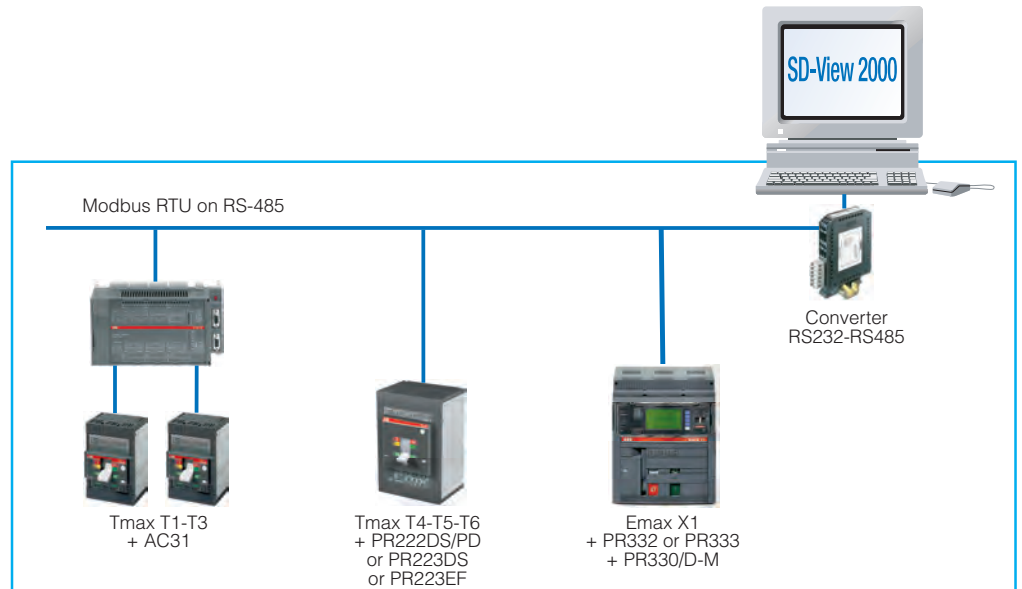 SD-View 2000
Modbus RTU on RS-485
Converter
RS232-RS485
Tmax T1-T3
+ AC31
Tmax T4-T5-T6
+ PR222DS/PD
or PR223DS
or PR223EF
Emax X1
+ PR332 or PR333
+ PR330/D-M